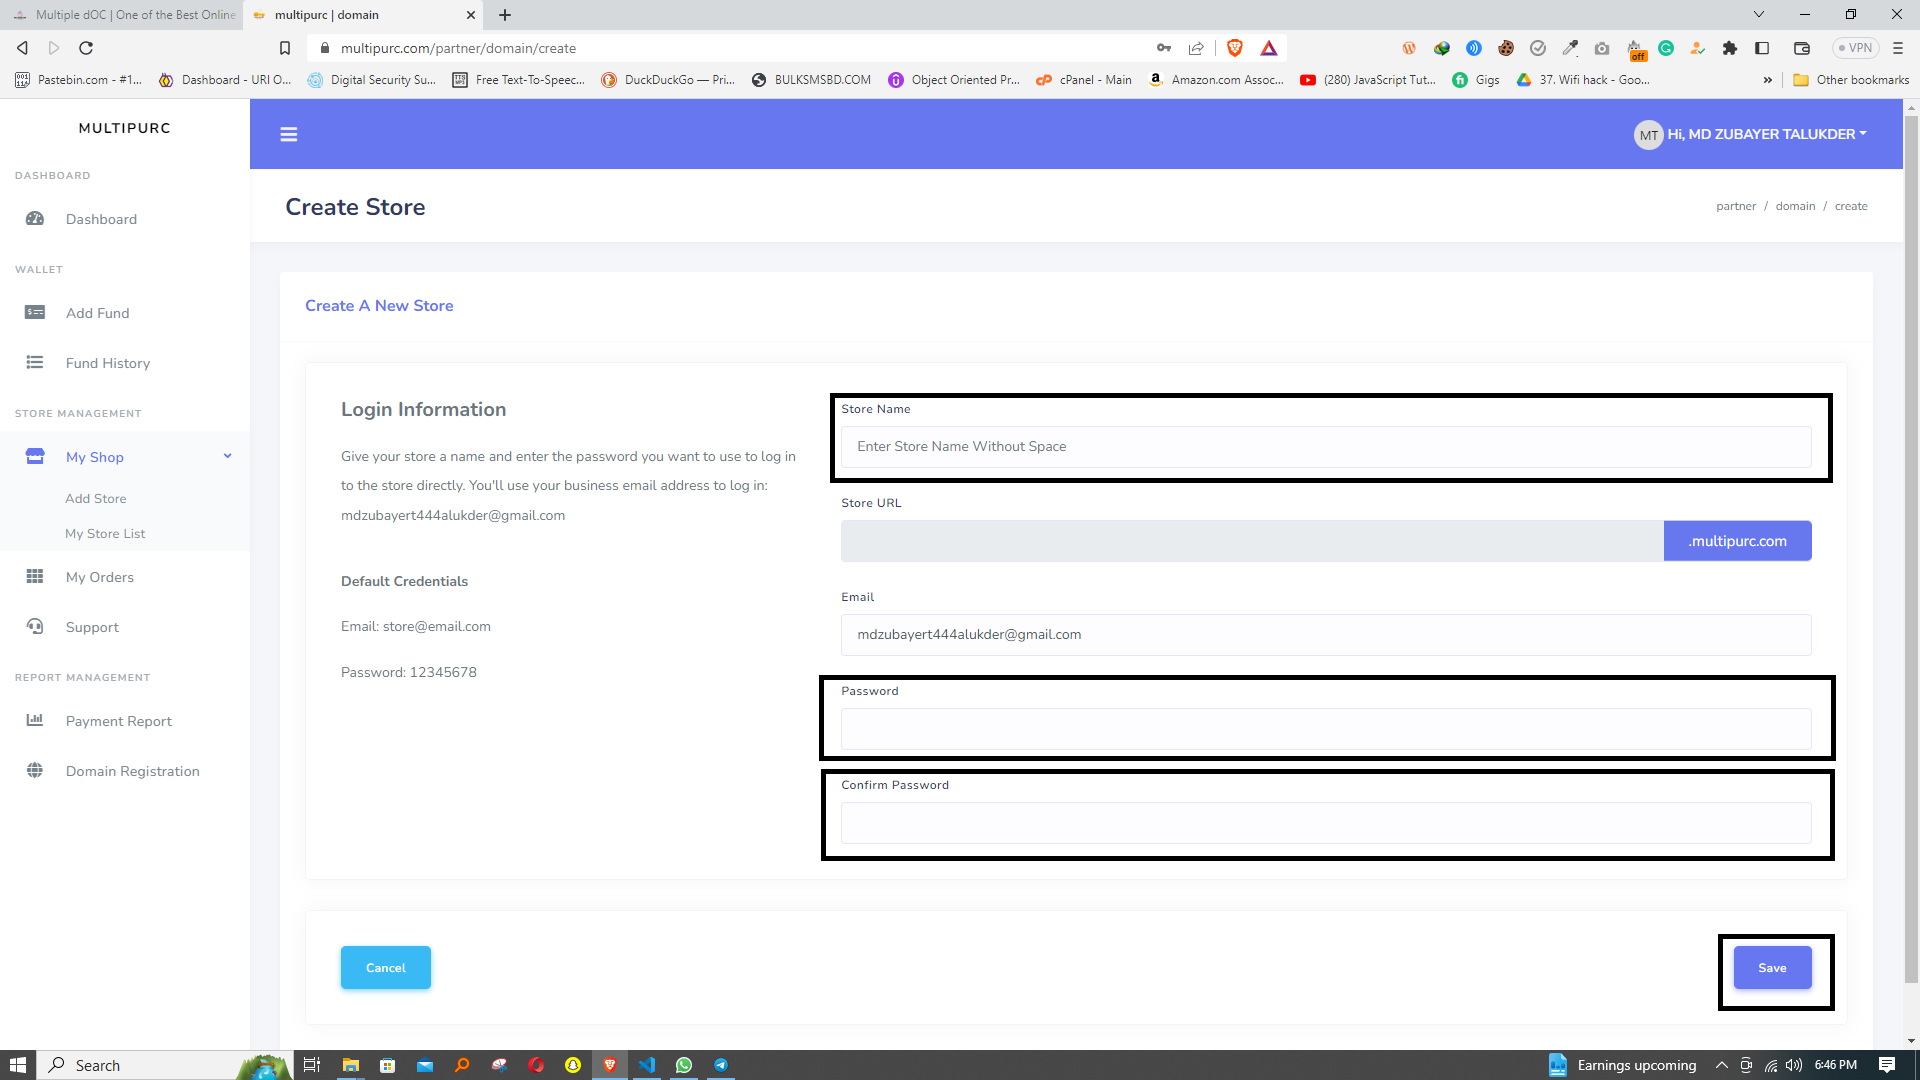 Multiple dOC | One of the Best Online
multipurc | domain
multipurc.com/partner/domain/create
VPN
off
Pastebin.com - #1...
Dashboard - URI O...
Digital Security Su...
Free Text-To-Speec...
DuckDuckGo — Pri...
BULKSMSBD.COM
Object Oriented Pr...
cPanel - Main
Amazon.com Assoc...
(280) JavaScript Tut...
Gigs
37. Wifi hack - Goo...
Other bookmarks
MULTIPURC
MT Hi, MD ZUBAYER TALUKDER
DASHBOARD
Dashboard
WALLET
Add Fund
Fund History
STORE MANAGEMENT
My Shop
Add Store
My Store List
My Orders
Support
REPORT MANAGEMENT
Payment Report
Domain Registration
Create Store
partner / domain / create
Create A New Store
Login Information
Give your store a name and enter the password you want to use to log in
to the store directly. You'll use your business email address to log in:
mdzubayert444alukder@gmail.com
Default Credentials
Email: store@email.com
Password: 12345678
Store Name
Enter Store Name Without Space
Store URL
.multipurc.com
Email
mdzubayert444alukder@gmail.com
Password
Confirm Password
Cancel
Save
Search
Earnings upcoming
6:46 PM